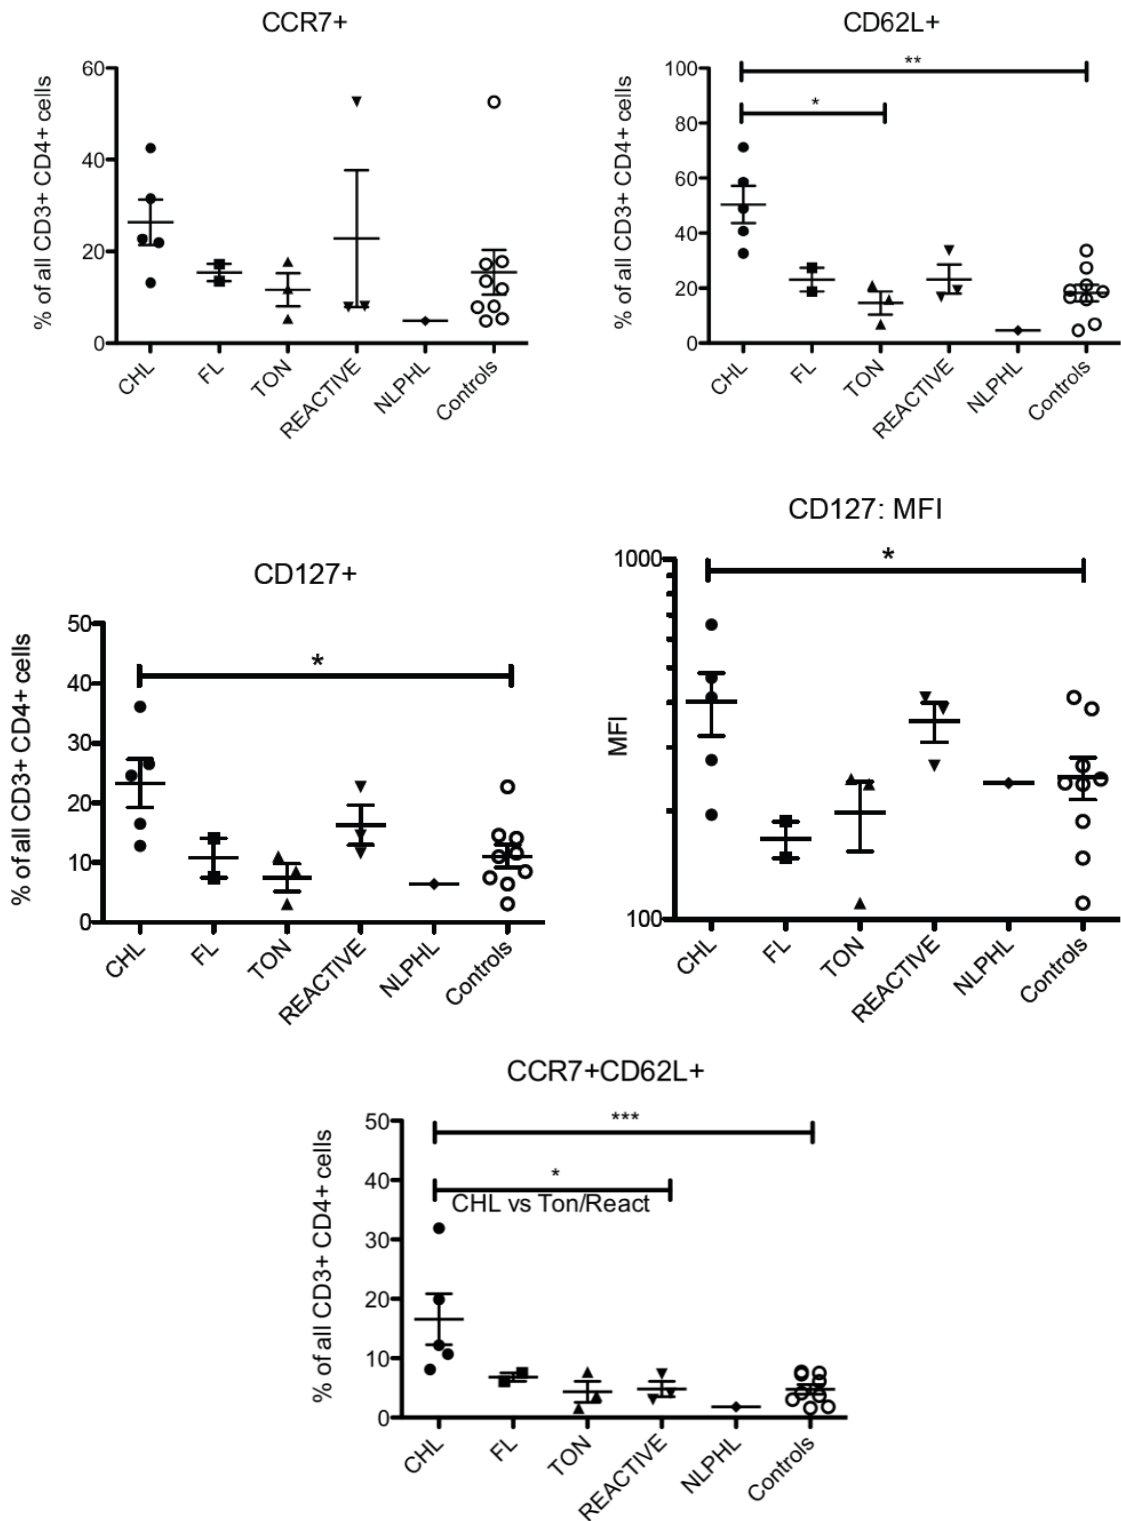 CCR7+
% of all CD3+ CD4+ cells
60
40
20
0
CHL
FL
TON
REACTIVE
NLPHL
Controls
CD62L+
% of all CD3+ CD4+ cells
**
*
100
80
60
40
20
0
CHL
FL
TON
REACTIVE
NLPHL
Controls
CD127+
% of all CD3+ CD4+ cells
*
50
40
30
20
10
0
CHL
FL
TON
REACTIVE
NLPHL
Controls
CD127: MFI
MFI
*
1000
100
CHL
FL
TON
REACTIVE
NLPHL
Controls
CCR7+CD62L+
% of all CD3+ CD4+ cells
***
*
CHL vs Ton/React
50
40
30
20
10
0
CHL
FL
TON
REACTIVE
NLPHL
Controls